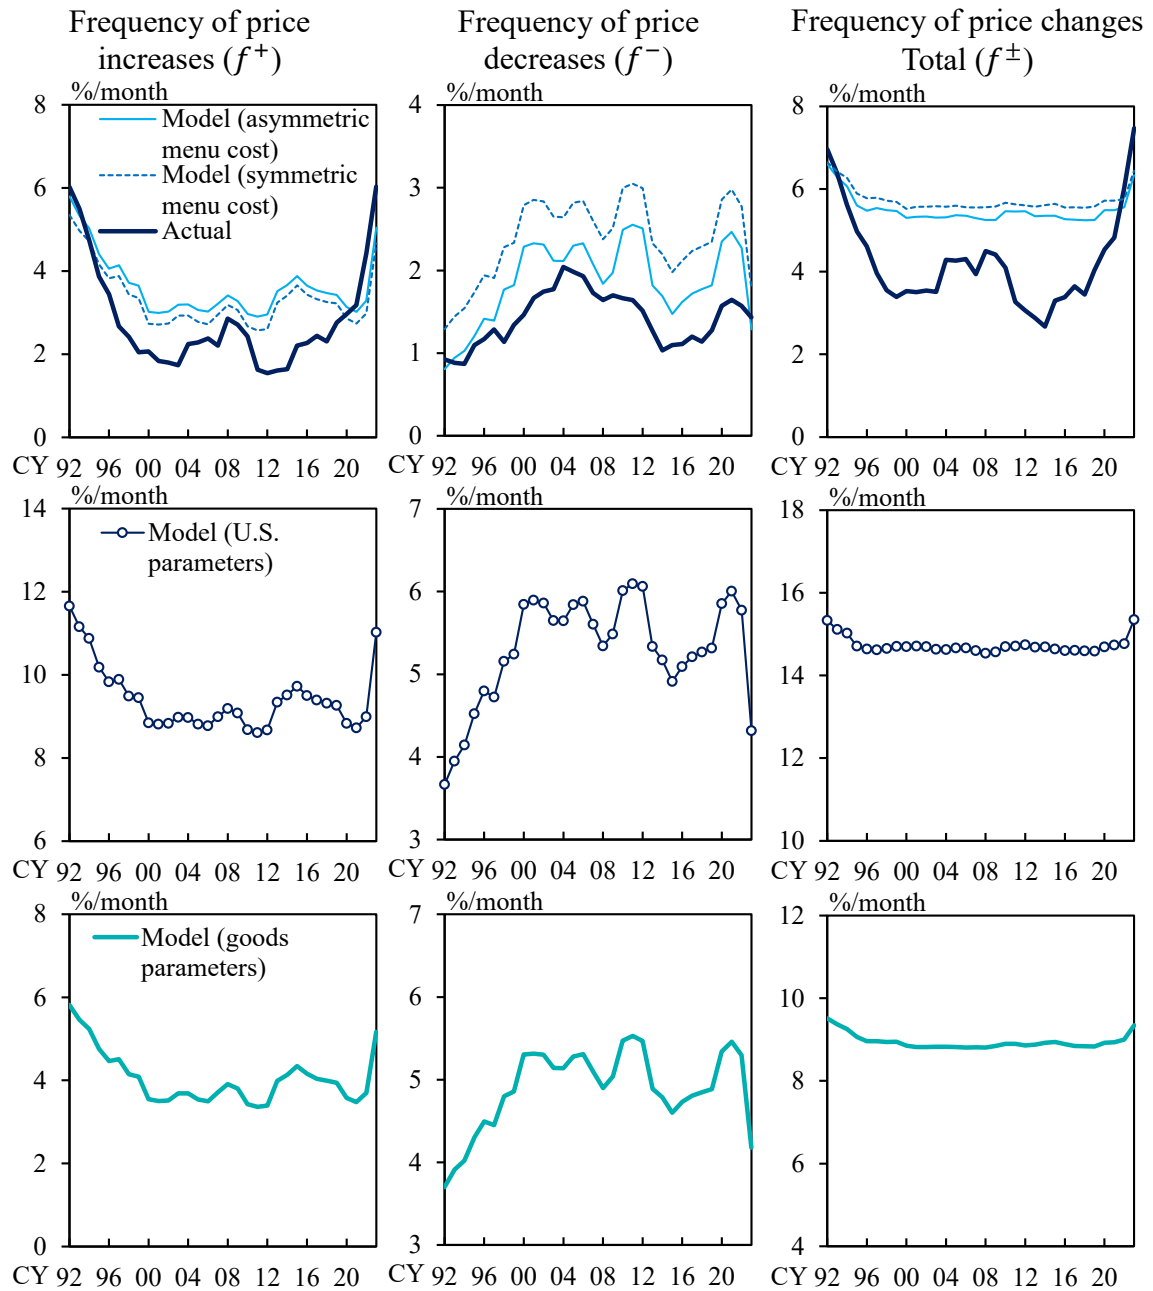 Frequency of price
increases (f⁺)
Frequency of price
decreases (f⁻)
Frequency of price changes
Total (f±)
%/month
8
6
4
2
0
Model (asymmetric
menu cost)
Model (symmetric
menu cost)
Actual
CY 92 96 00 04 08 12 16 20
%/month
4
3
2
1
0
CY 92 96 00 04 08 12 16 20
%/month
8
6
4
2
0
CY 92 96 00 04 08 12 16 20
%/month
14
12
10
8
6
Model (U.S.
parameters)
CY 92 96 00 04 08 12 16 20
%/month
7
6
5
4
3
CY 92 96 00 04 08 12 16 20
%/month
18
16
14
12
10
CY 92 96 00 04 08 12 16 20
%/month
8
6
4
2
0
Model (goods
parameters)
CY 92 96 00 04 08 12 16 20
%/month
7
6
5
4
3
CY 92 96 00 04 08 12 16 20
%/month
12
10
8
6
4
CY 92 96 00 04 08 12 16 20